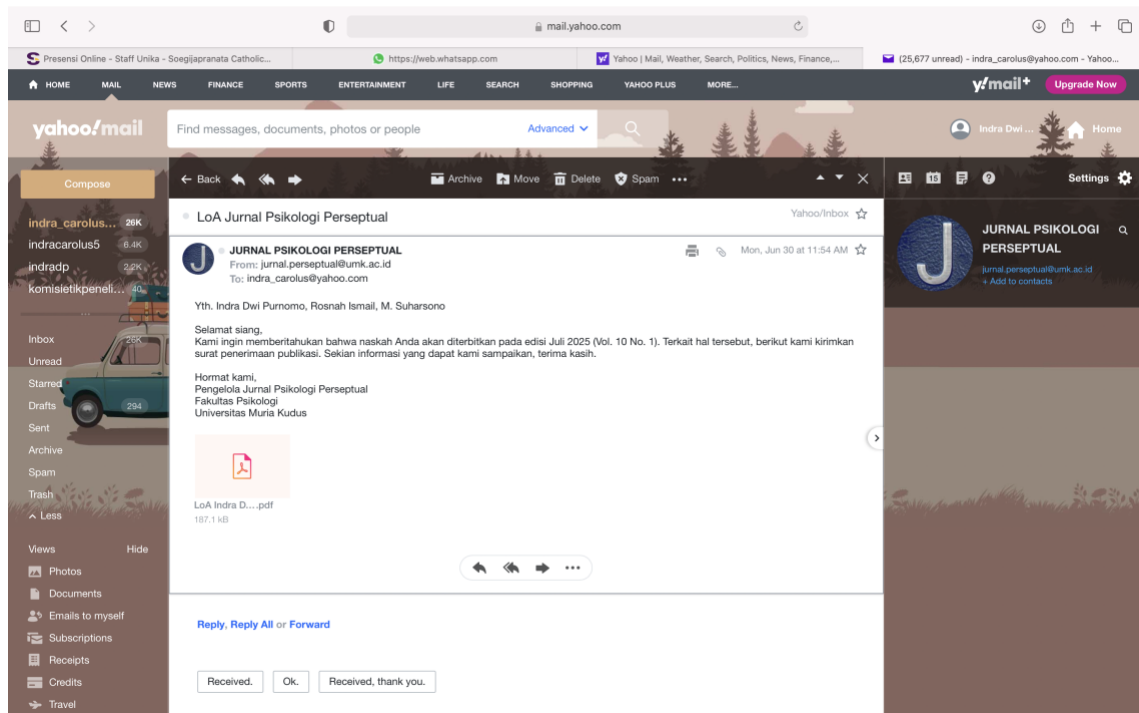 mail.yahoo.com
Presensi Online - Staff Unika - Soegijapranata Catholic...
https://web.whatsapp.com
Yahoo | Mail, Weather, Search, Politics, News, Finance,...
(25,677 unread) - indra_carolus@yahoo.com - Yahoo...
HOME MAIL NEWS FINANCE SPORTS ENTERTAINMENT LIFE SEARCH SHOPPING YAHOO PLUS MORE...
y!mail+ Upgrade Now
yahoo!mail
Find messages, documents, photos or people
Advanced
Indra Dwi ...
Home
Compose
Back
Archive Move Delete Spam •••
15
Settings
indra_carolus... 26K
indracarolus5 6.4K
indradp 2.2K
komisietikpeneli... 40
Inbox 26K
Unread
Starred
Drafts 294
Sent
Archive
Spam
Trash
Less
Views Hide
Photos
Documents
Emails to myself
Subscriptions
Receipts
Credits
Travel
LoA Jurnal Psikologi Perseptual
Yahoo/Inbox
JURNAL PSIKOLOGI PERSEPTUAL
Mon, Jun 30 at 11:54 AM
From: jurnal.perseptual@umk.ac.id
To: indra_carolus@yahoo.com
Yth. Indra Dwi Purnomo, Rosnah Ismail, M. Suharsono
Selamat siang,
Kami ingin memberitahukan bahwa naskah Anda akan diterbitkan pada edisi Juli 2025 (Vol. 10 No. 1). Terkait hal tersebut, berikut kami kirimkan
surat penerimaan publikasi. Sekian informasi yang dapat kami sampaikan, terima kasih.
Hormat kami,
Pengelola Jurnal Psikologi Perseptual
Fakultas Psikologi
Universitas Muria Kudus
LoA Indra D....pdf
187.1 kB
Reply, Reply All or Forward
Received. Ok. Received, thank you.
JURNAL PSIKOLOGI
PERSEPTUAL
jurnal.perseptual@umk.ac.id
+ Add to contacts